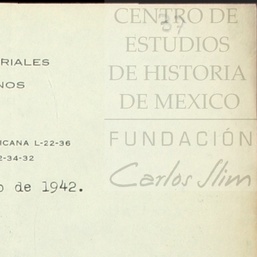 CENTRO DE
37
ESTUDIOS
DE HISTORIA
DE MEXICO
FUNDACIÓN
Carlos Slim
RIALES
NOS
ICANA L-22-36
2-34-32
o de 1942.